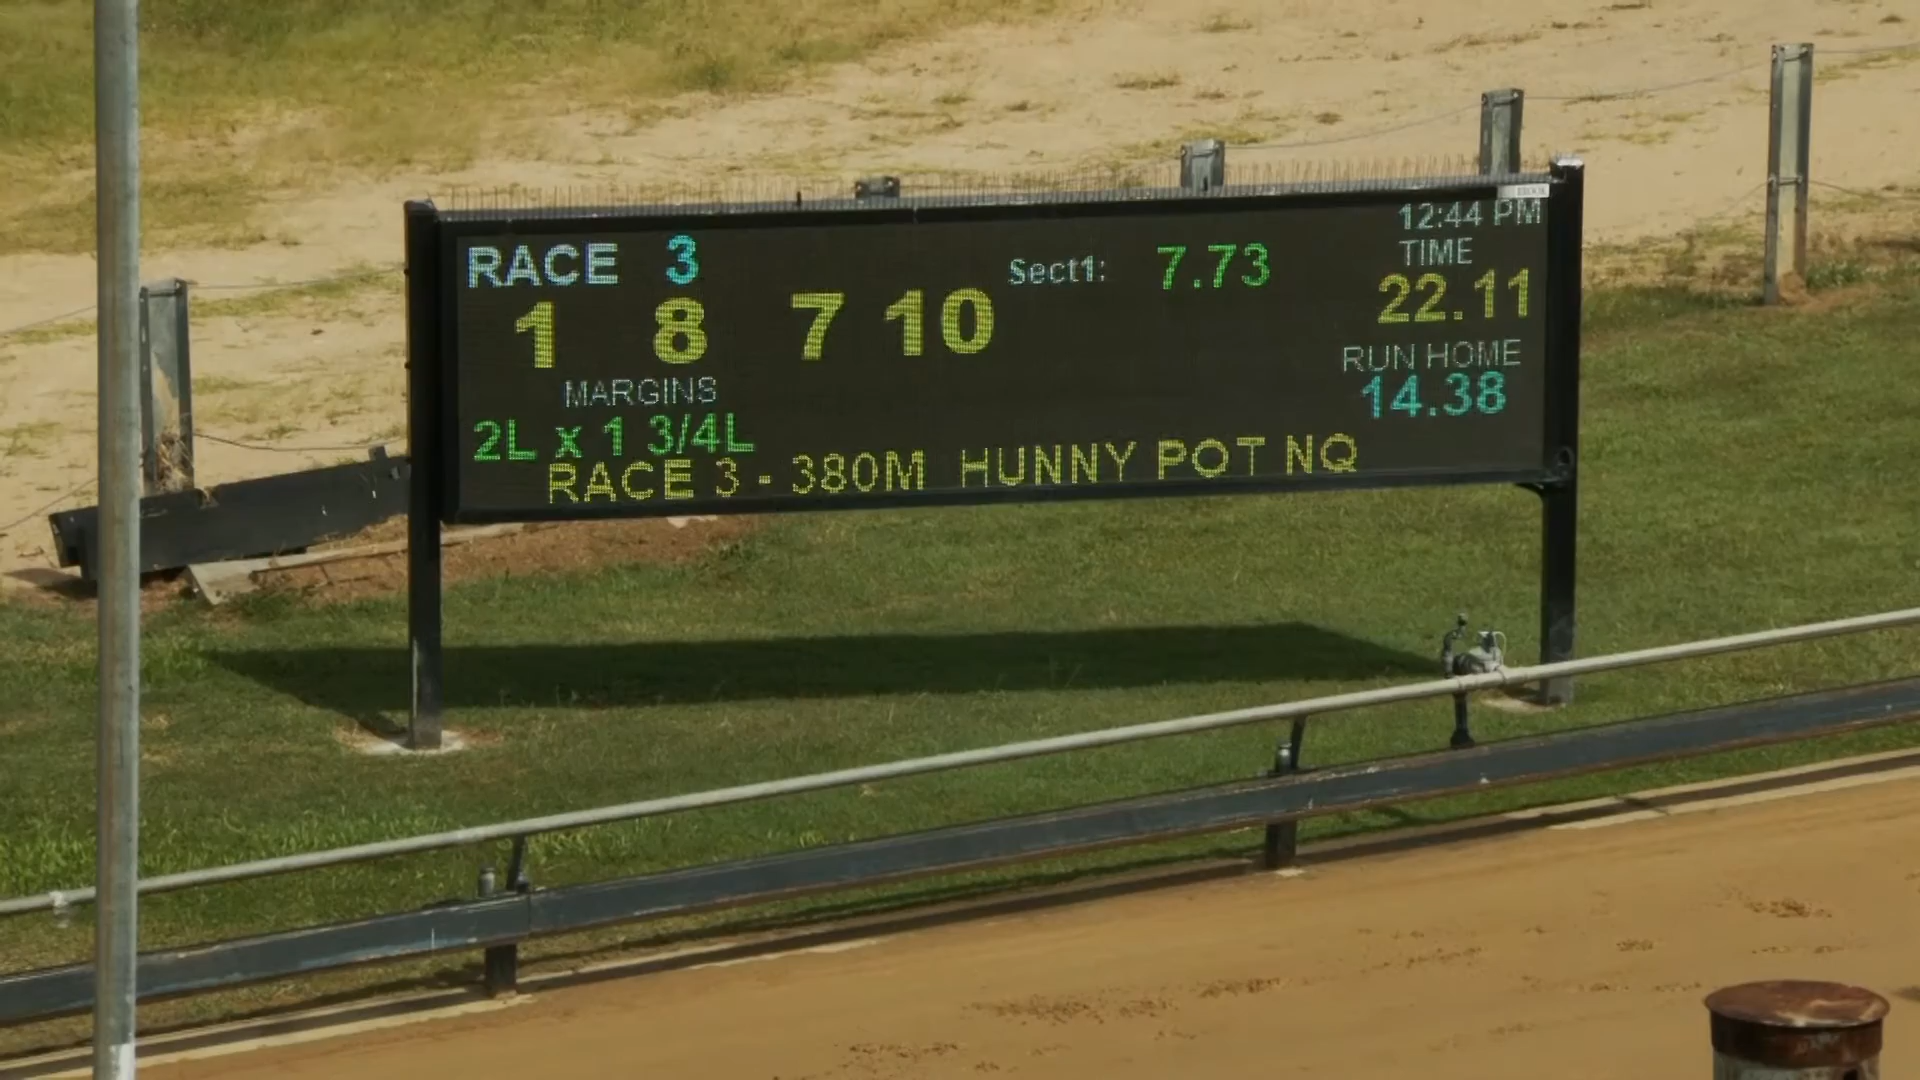 12:44 PM
RACE 3 Sect1: 7.73 TIME
1 8 7 10 22.11
MARGINS RUN HOME
2L x 1 3/4L 14.38
RACE 3 - 380M HUNNY POT NQ